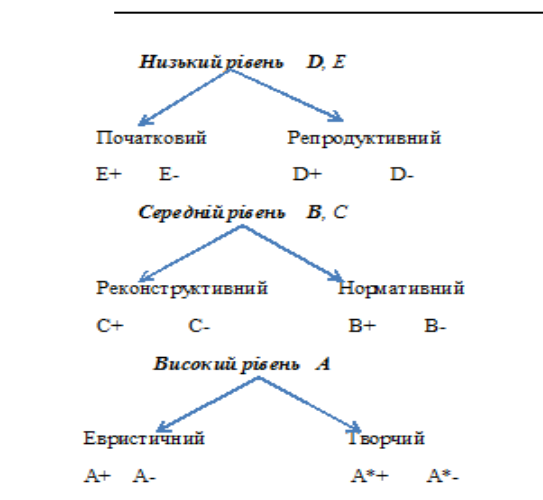 Низький рівень D, E
Початковий Репродуктивний
E+ E- D+ D-
Середній рівень B, C
Реконструктивний Нормативний
C+ C- B+ B-
Високий рівень A
Евристичний Творчий
A+ A- A*+ A*-